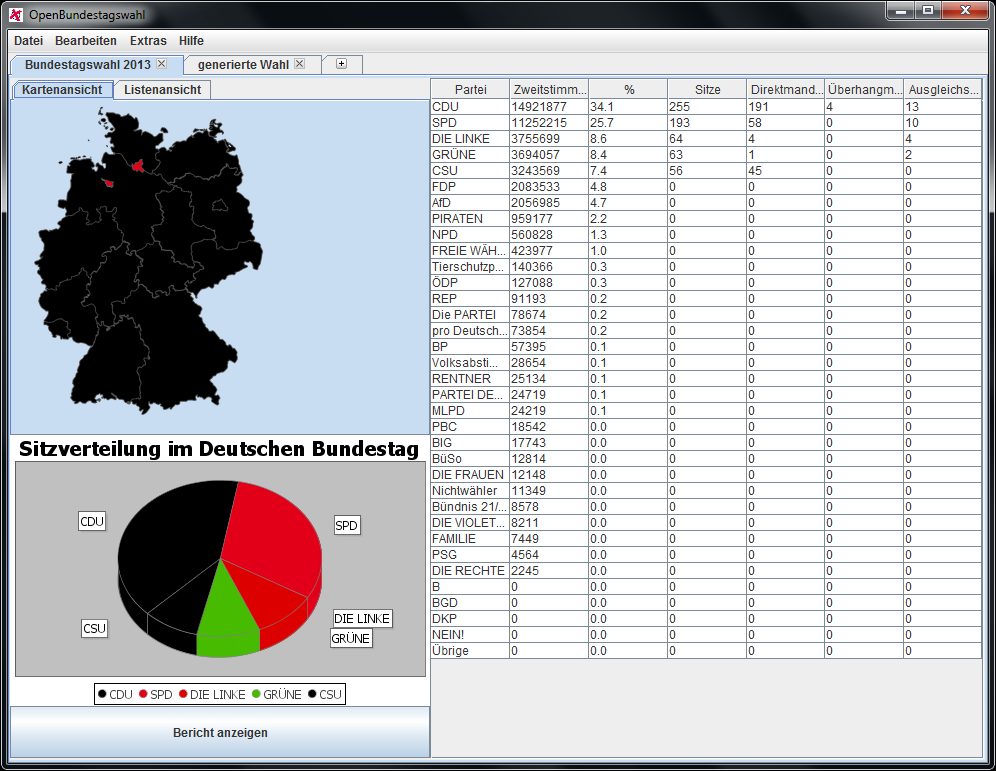 OpenBundestagswahl
Datei Bearbeiten Extras Hilfe
Bundestagswahl 2013 generierte Wahl
Kartenansicht Listenansicht
Sitzverteilung im Deutschen Bundestag
CDU
SPD
CSU
DIE LINKE
GRÜNE
CDU SPD DIE LINKE GRÜNE CSU
Bericht anzeigen
Partei Zweitstimm... % Sitze Direktmand... Überhangm... Ausgleichs...
CDU 14921877 34.1 255 191 4 13
SPD 11252215 25.7 193 58 0 10
DIE LINKE 3755699 8.6 64 4 0 4
GRÜNE 3694057 8.4 63 1 0 2
CSU 3243569 7.4 56 45 0 0
FDP 2083533 4.8 0 0 0 0
AfD 2056985 4.7 0 0 0 0
PIRATEN 959177 2.2 0 0 0 0
NPD 560828 1.3 0 0 0 0
FREIE WÄH... 423977 1.0 0 0 0 0
Tierschutzp... 140366 0.3 0 0 0 0
ÖDP 127088 0.3 0 0 0 0
REP 91193 0.2 0 0 0 0
Die PARTEI 78674 0.2 0 0 0 0
pro Deutsch... 73854 0.2 0 0 0 0
BP 57395 0.1 0 0 0 0
Volksabsti... 28654 0.1 0 0 0 0
RENTNER 25134 0.1 0 0 0 0
PARTEI DE... 24719 0.1 0 0 0 0
MLPD 24219 0.1 0 0 0 0
PBC 18542 0.0 0 0 0 0
BIG 17743 0.0 0 0 0 0
BüSo 12814 0.0 0 0 0 0
DIE FRAUEN 12148 0.0 0 0 0 0
Nichtwähler 11349 0.0 0 0 0 0
Bündnis 21/... 8578 0.0 0 0 0 0
DIE VIOLET... 8211 0.0 0 0 0 0
FAMILIE 7449 0.0 0 0 0 0
PSG 4564 0.0 0 0 0 0
DIE RECHTE 2245 0.0 0 0 0 0
B 0 0.0 0 0 0 0
BGD 0 0.0 0 0 0 0
DKP 0 0.0 0 0 0 0
NEIN! 0 0.0 0 0 0 0
Übrige 0 0.0 0 0 0 0